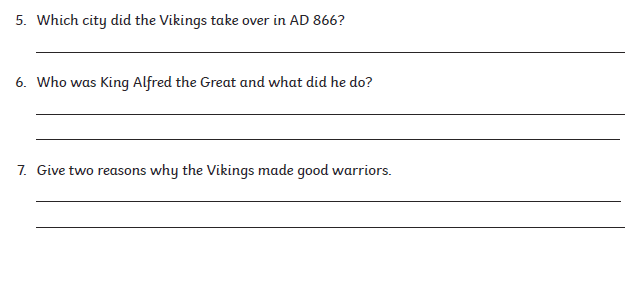 5. Which city did the Vikings take over in AD 866?
6. Who was King Alfred the Great and what did he do?
7. Give two reasons why the Vikings made good warriors.